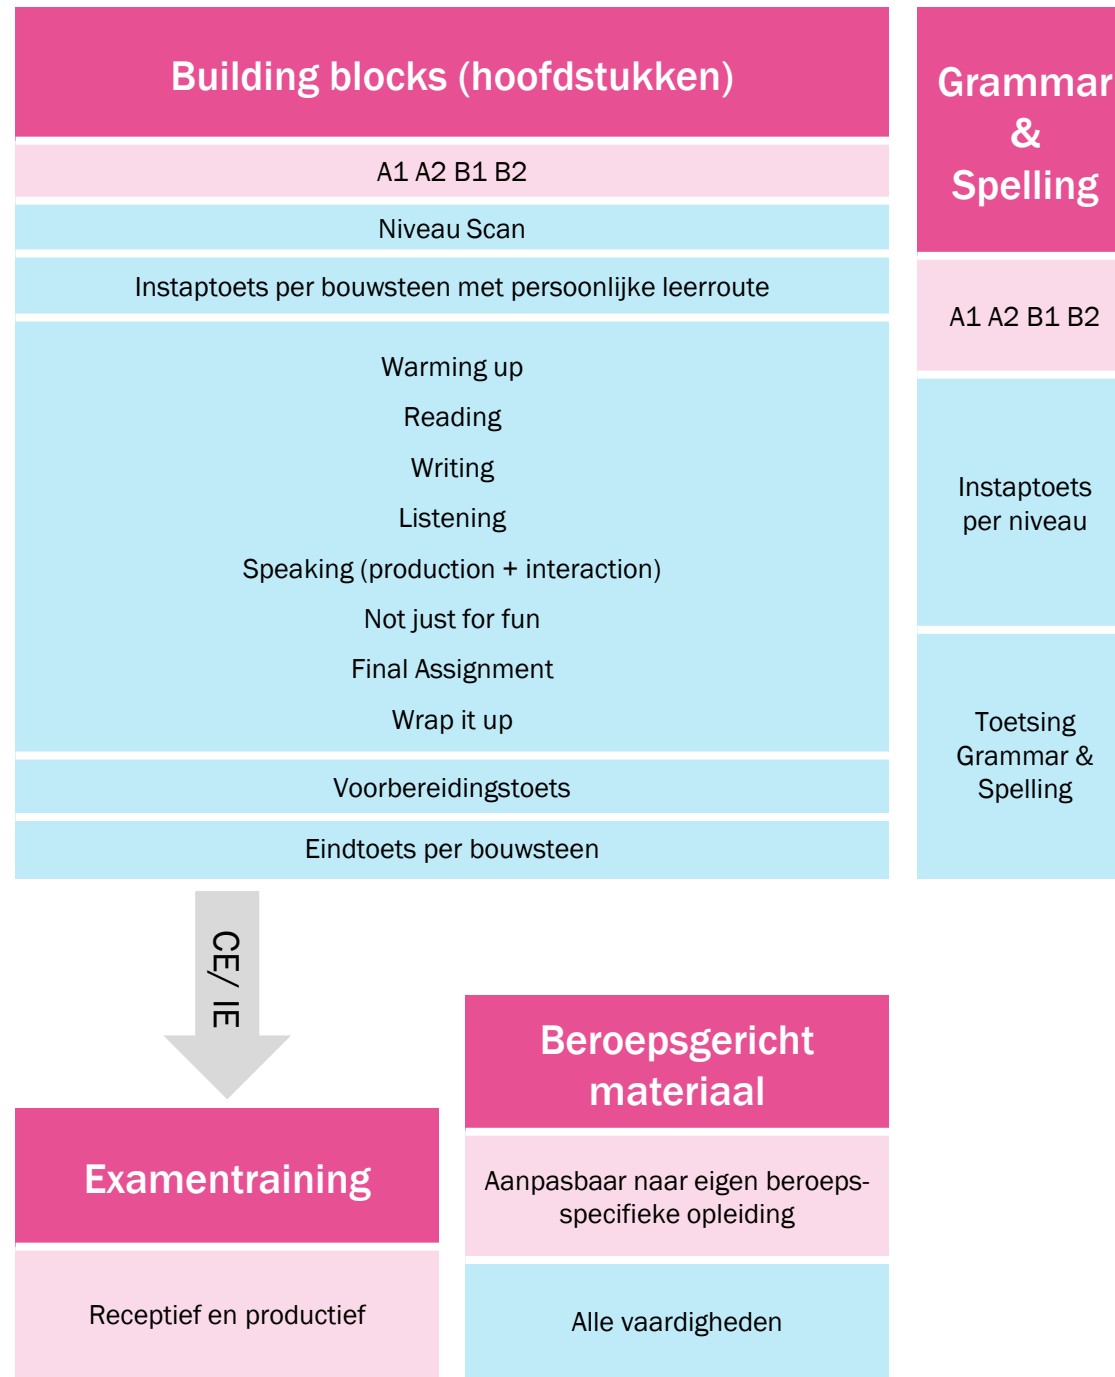 Building blocks (hoofdstukken)
A1 A2 B1 B2
Niveau Scan
Instaptoets per bouwsteen met persoonlijke leerroute
Warming up
Reading
Writing
Listening
Speaking (production + interaction)
Not just for fun
Final Assignment
Wrap it up
Voorbereidingstoets
Eindtoets per bouwsteen
Grammar
&
Spelling
A1 A2 B1 B2
Instaptoets
per niveau
Toetsing
Grammar &
Spelling
CE/ IE
Examentraining
Receptief en productief
Beroepsgericht
materiaal
Aanpasbaar naar eigen beroeps-
specifieke opleiding
Alle vaardigheden